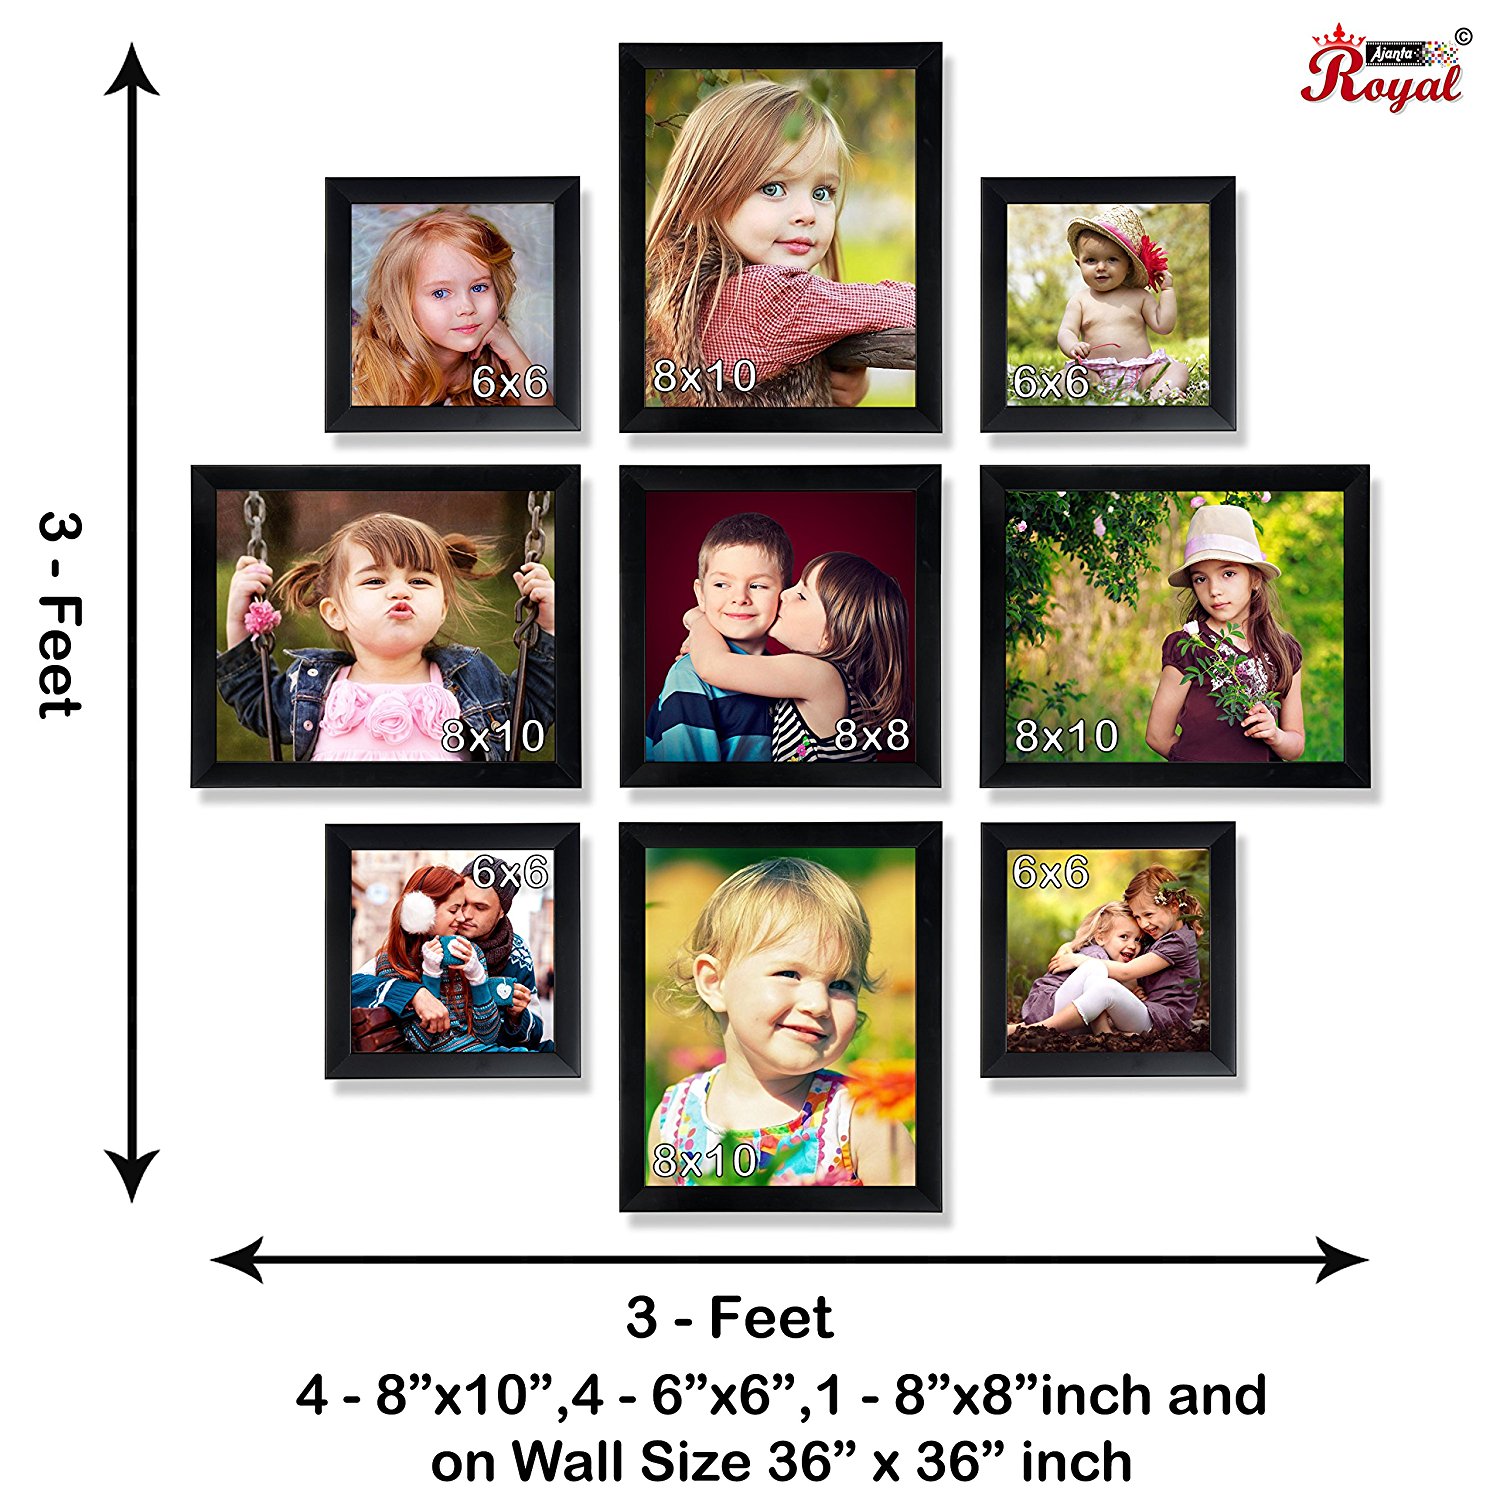 Ajanta
Royal ©
8x10
6x6
6x6
3 - Feet
8x10
8x8
8x10
6x6
6x6
8x10
3 - Feet
4 - 8”x10”,4 - 6”x6”,1 - 8”x8”inch and
on Wall Size 36” x 36” inch